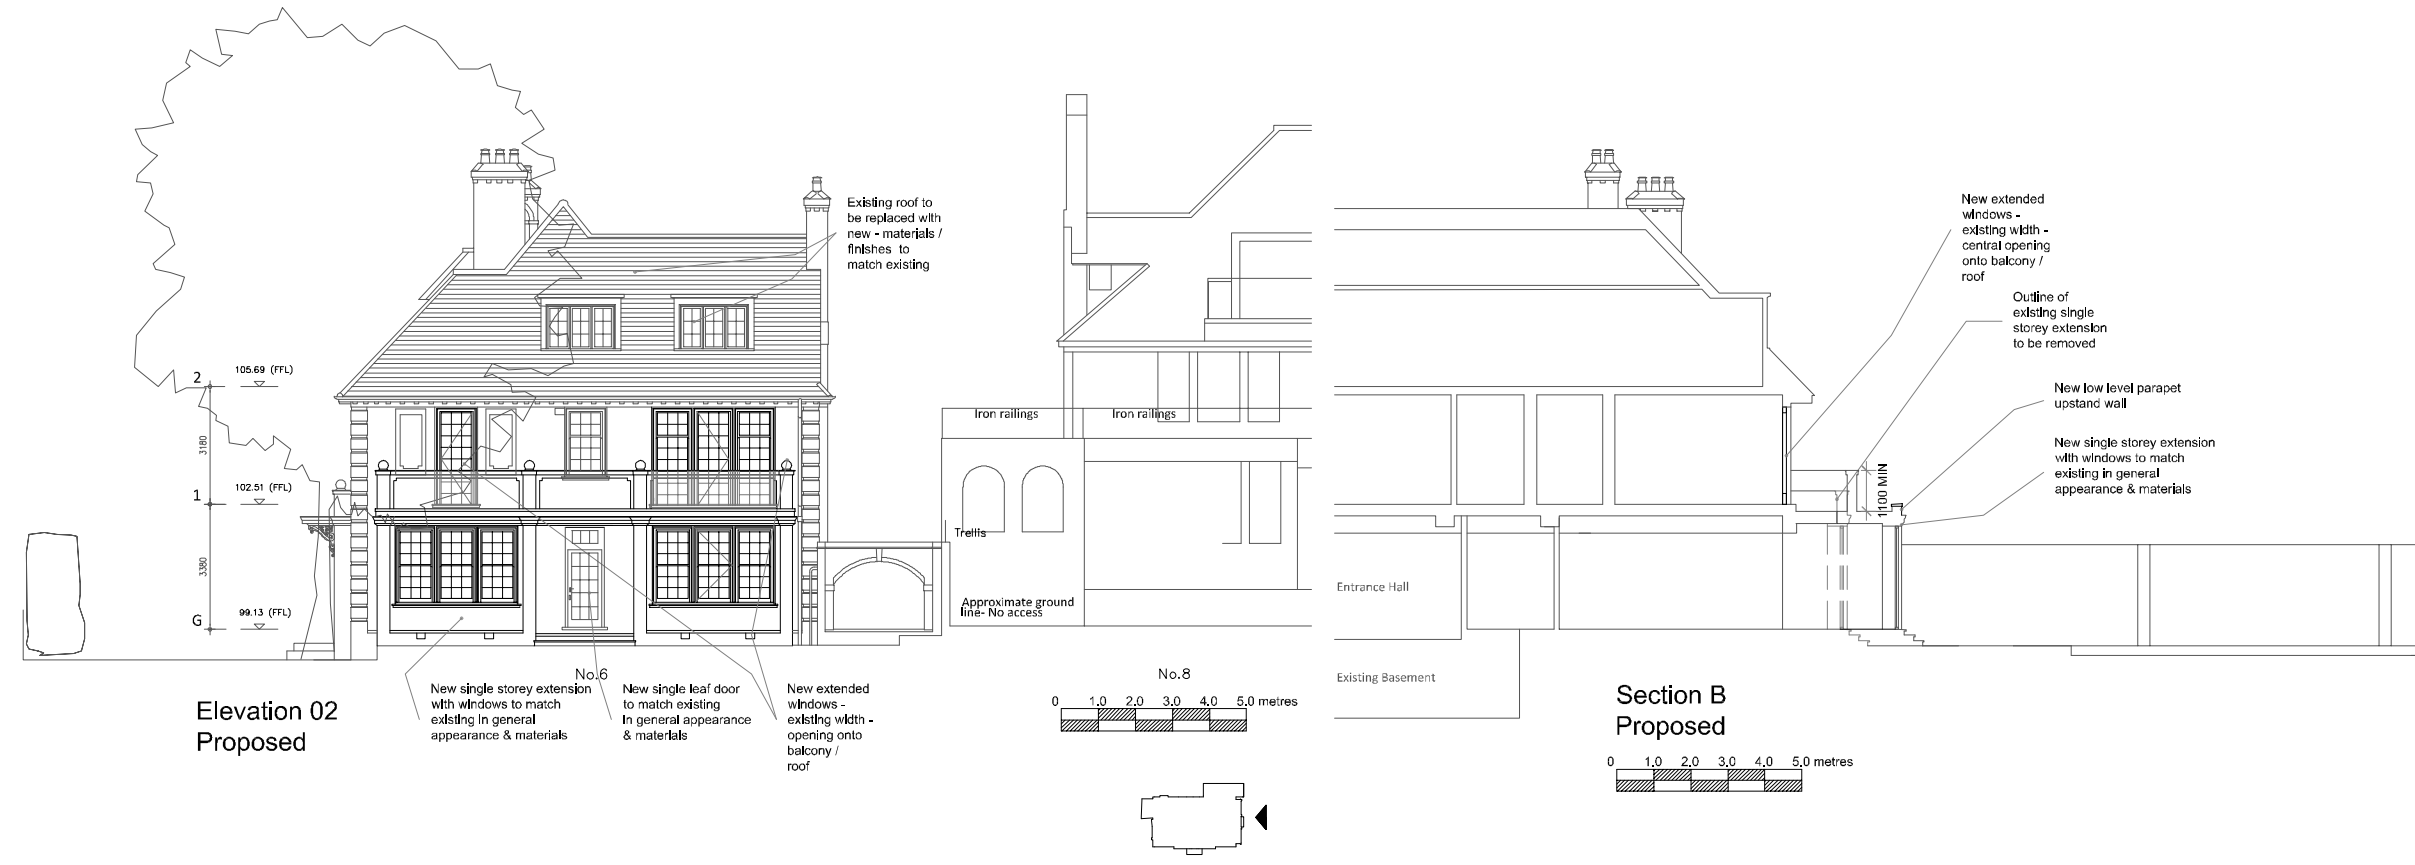 Existing roof to
be replaced with
new - materials /
finishes to
match existing
2
105.69 (FFL)
3180
1
102.51 (FFL)
3380
G
99.13 (FFL)
Iron railings
Iron railings
Trellis
Approximate ground
line- No access
No.6
No.8
New single storey extension
with windows to match
existing in general
appearance & materials
New single leaf door
to match existing
in general appearance
& materials
New extended
windows -
existing width -
opening onto
balcony /
roof
Elevation 02
Proposed
0 1.0 2.0 3.0 4.0 5.0 metres
New extended
windows -
existing width -
central opening
onto balcony /
roof
Outline of
existing single
storey extension
to be removed
New low level parapet
upstand wall
New single storey extension
with windows to match
existing in general
appearance & materials
1100 MIN
Entrance Hall
Existing Basement
Section B
Proposed
0 1.0 2.0 3.0 4.0 5.0 metres